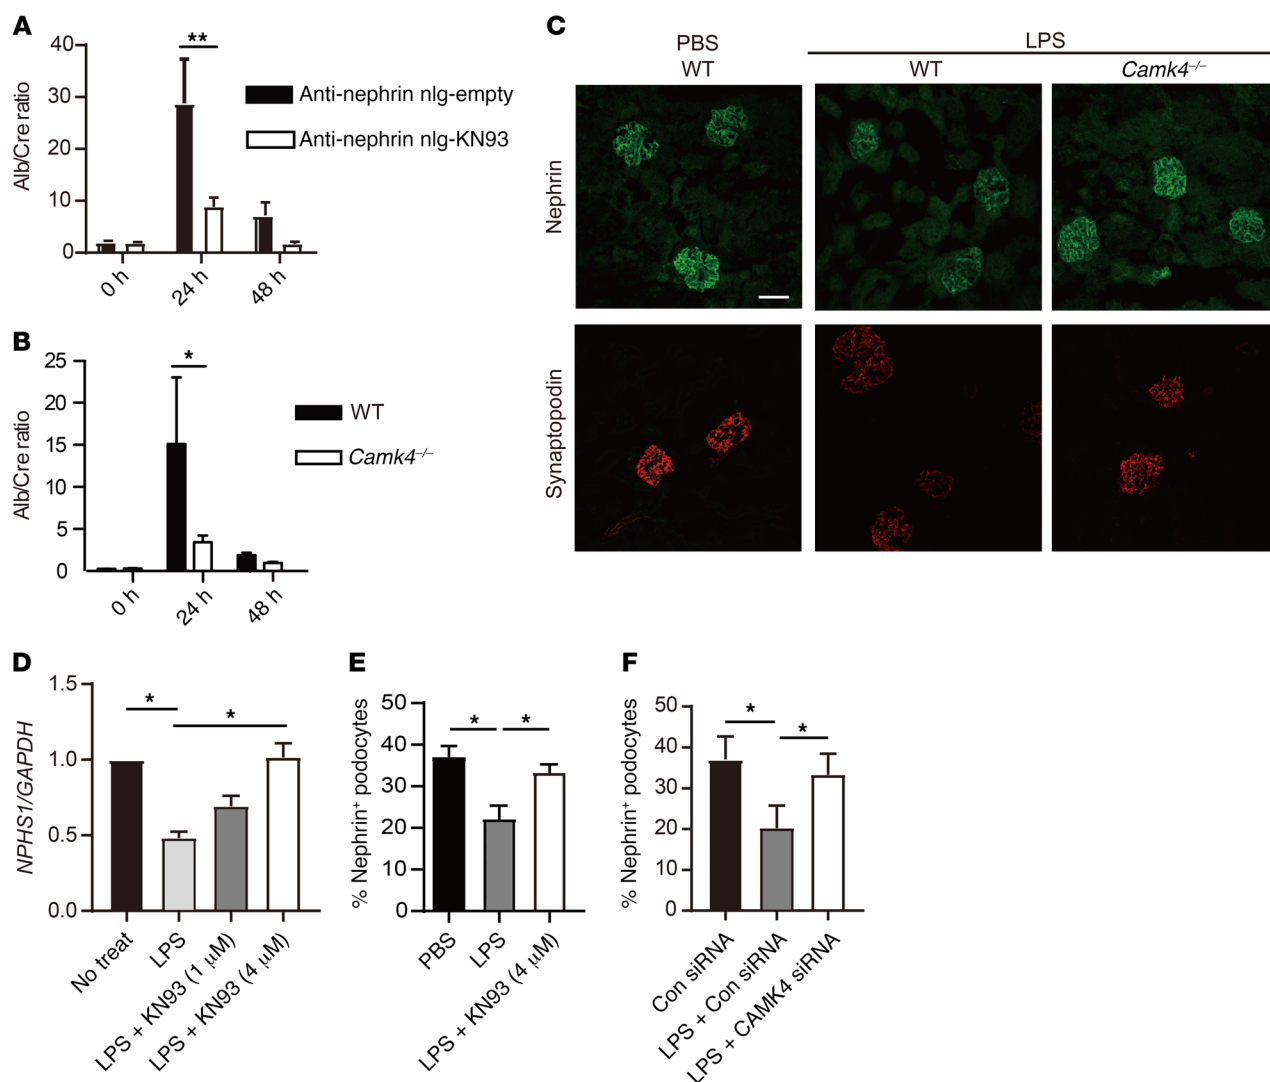 A
Alb/Cre ratio
40
30
20
10
0
**
Anti-nephrin nlg-empty
Anti-nephrin nlg-KN93
0 h
24 h
48 h
B
Alb/Cre ratio
25
20
15
10
5
0
*
WT
Camk4⁻/⁻
0 h
24 h
48 h
C
PBS
LPS
WT
WT
Camk4⁻/⁻
Nephrin
Synaptopodin
D
NPHS1/GAPDH
1.5
1.0
0.5
0.0
*
*
No treat
LPS
LPS + KN93 (1 μM)
LPS + KN93 (4 μM)
E
% Nephrin⁺ podocytes
50
40
30
20
10
0
*
*
PBS
LPS
LPS + KN93 (4 μM)
F
% Nephrin⁺ podocytes
50
40
30
20
10
0
*
*
Con siRNA
LPS + Con siRNA
LPS + CAMK4 siRNA